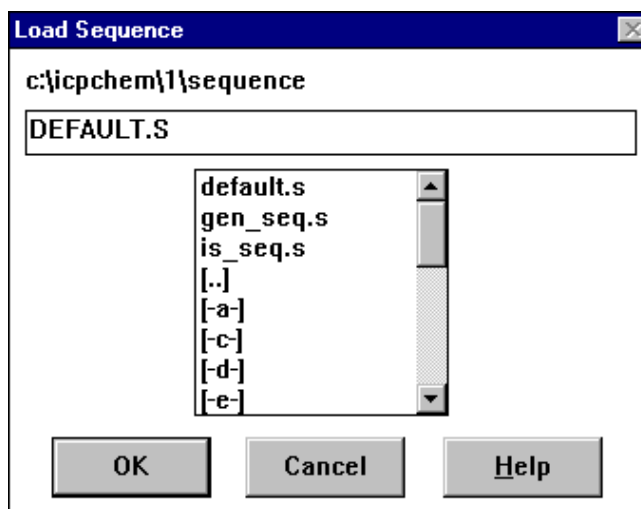 Load Sequence
c:\icpchem\1\sequence
DEFAULT.S
default.s
gen_seq.s
is_seq.s
[..]
[-a-]
[-c-]
[-d-]
[-e-]
OK Cancel Help